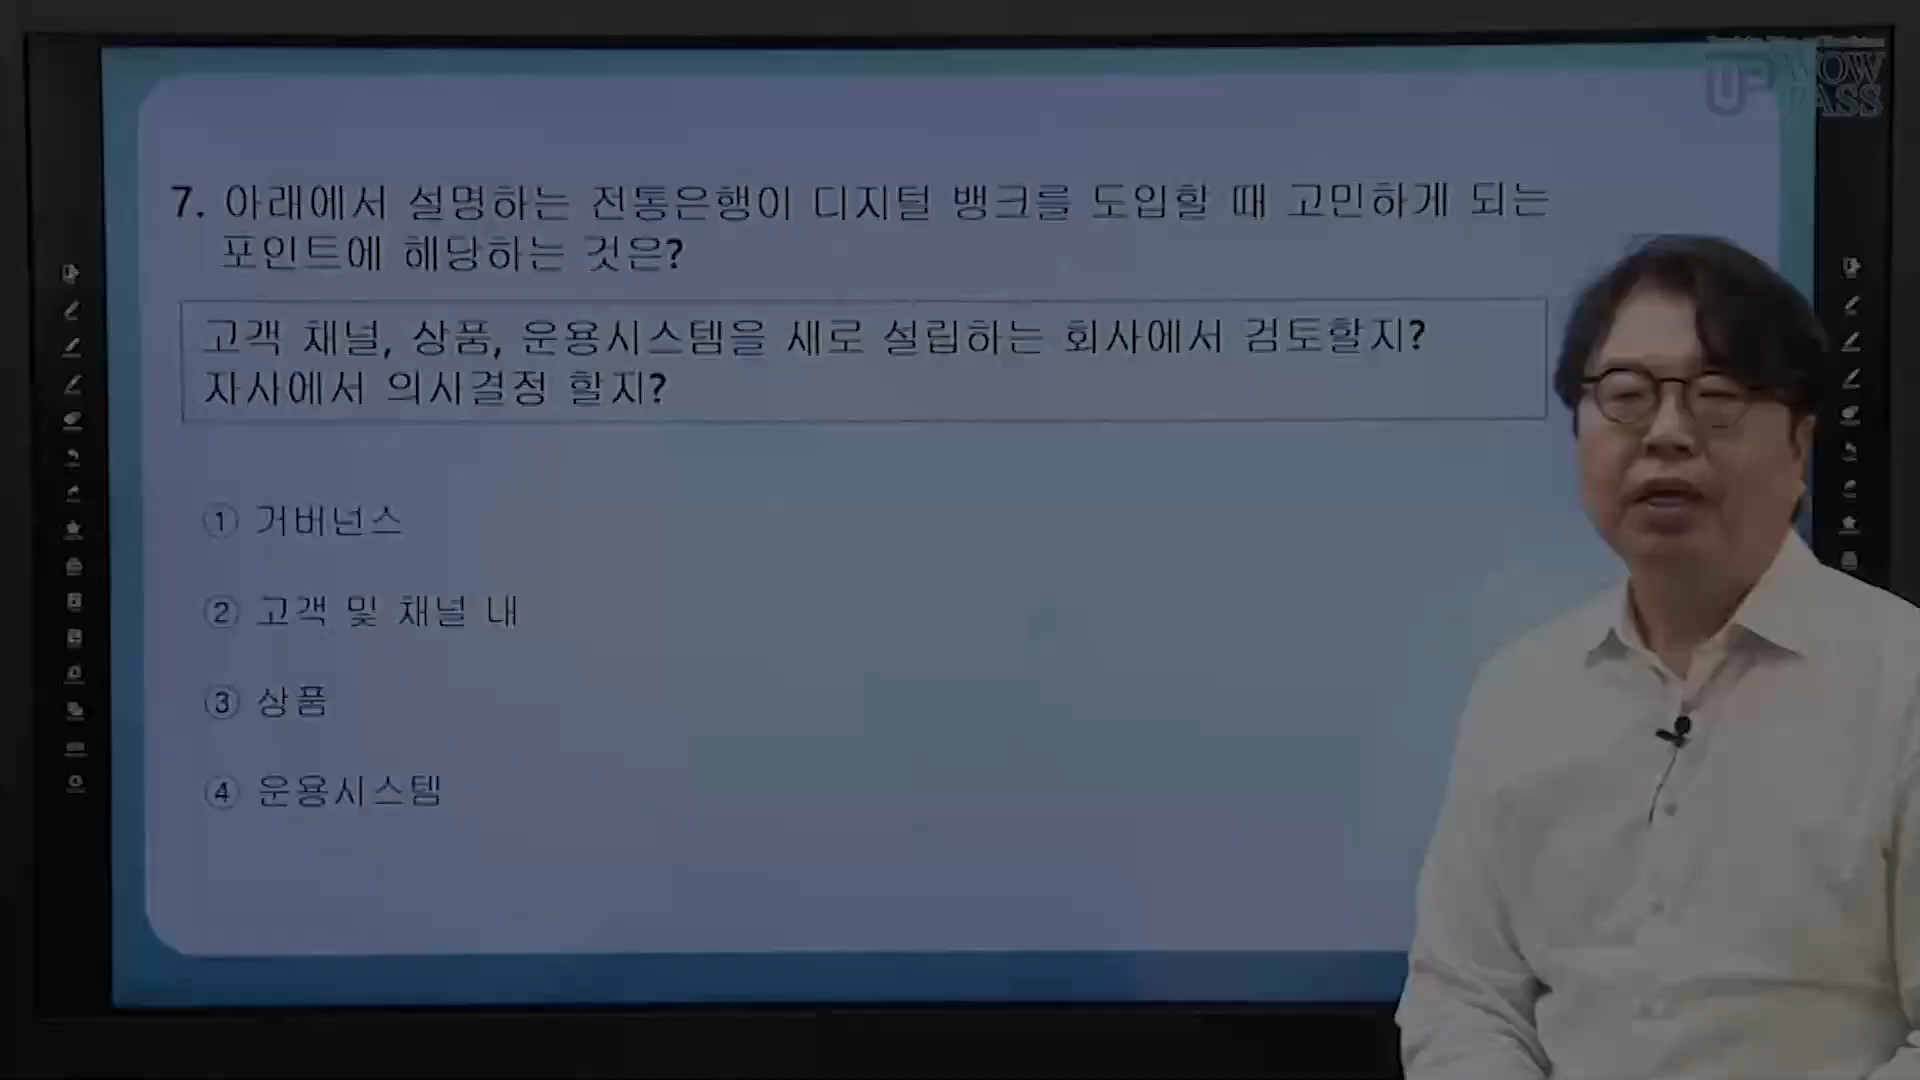 UP WOW PASS
7. 아래에서 설명하는 전통은행이 디지털 뱅크를 도입할 때 고민하게 되는
포인트에 해당하는 것은?
고객 채널, 상품, 운용시스템을 새로 설립하는 회사에서 검토할지?
자사에서 의사결정 할지?
① 거버넌스
② 고객 및 채널 내
③ 상품
④ 운용시스템